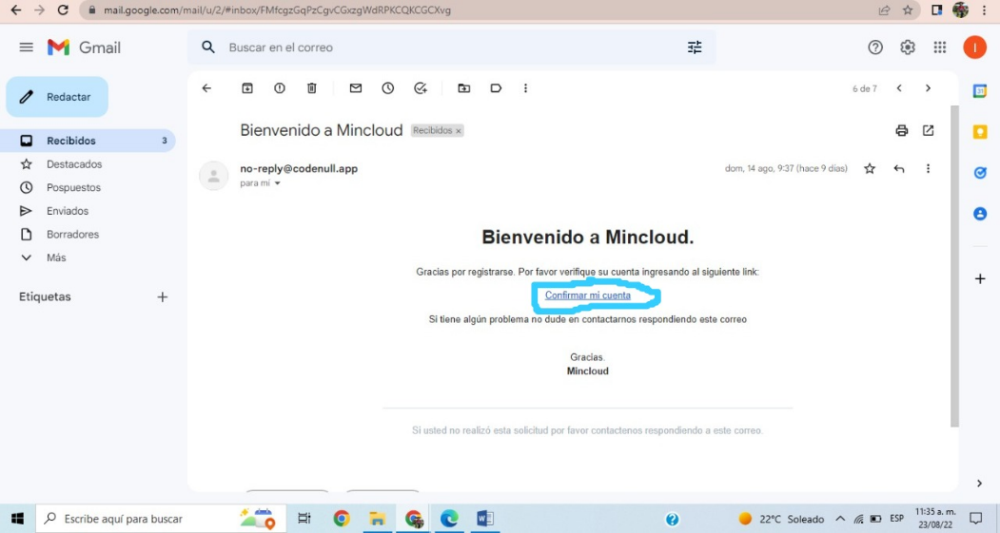 mail.google.com/mail/u/2/#inbox/FMfcgzGqPzCgvCGxzgWdRPKCQKCGCXvg
Gmail
Buscar en el correo
I
Redactar
6 de 7
31
Bienvenido a Mincloud Recibidos ×
Recibidos 3
Destacados
Pospuestos
Enviados
Borradores
Más
Etiquetas
no-reply@codenull.app
dom, 14 ago, 9:37 (hace 9 días)
para mí
Bienvenido a Mincloud.
Gracias por registrarse. Por favor verifique su cuenta ingresando al siguiente link:
Confirmar mi cuenta
Si tiene algún problema no dude en contactarnos respondiendo este correo
Gracias.
Mincloud
Si usted no realizó esta solicitud por favor contactenos respondiendo a este correo.
Escribe aquí para buscar
22°C Soleado
ESP
11:35 a. m.
23/08/22